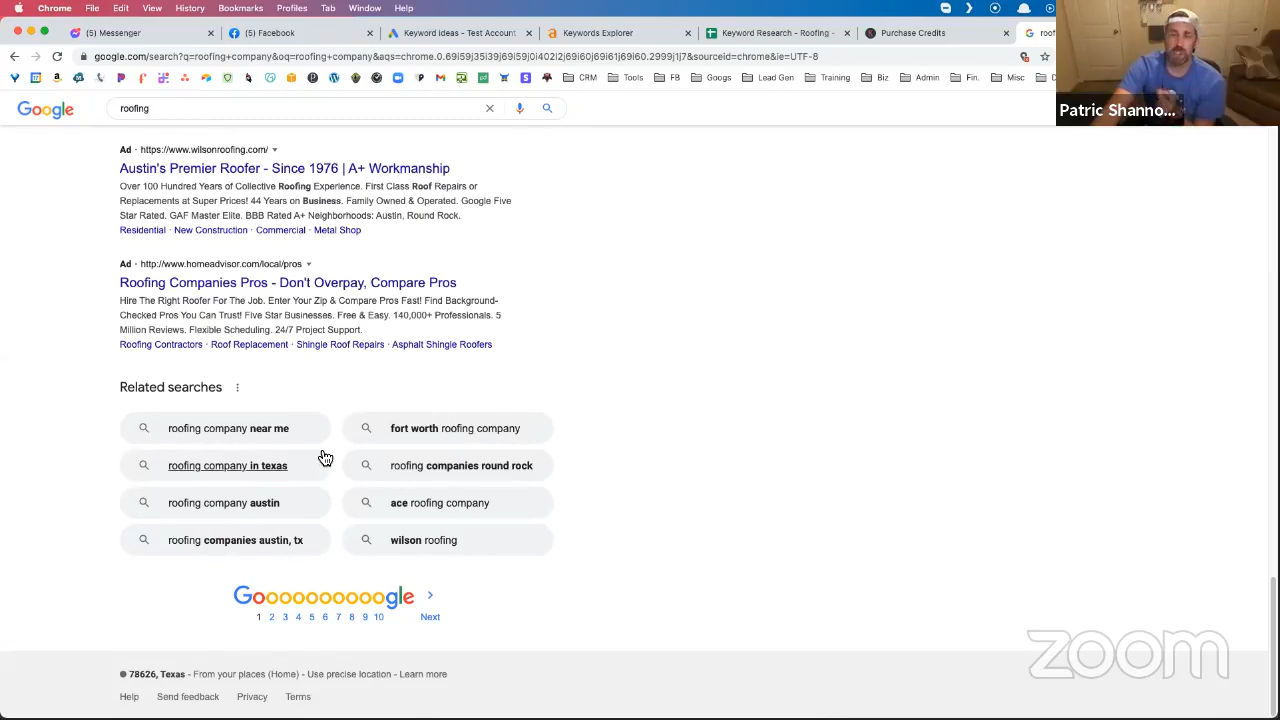 Chrome File Edit View History Bookmarks Profiles Tab Window Help
(5) Messenger
(5) Facebook
Keyword ideas - Test Account
Keywords Explorer
Keyword Research - Roofing -
Purchase Credits
roof
google.com/search?q=roofing+company&oq=roofing+company&aqs=chrome.0.69i59j0i39j69i59j0i402l2j69i60j69i61j69i60.2999j1j7&sourceid=chrome&ie=UTF-8
CRM
Tools
FB
Googs
Lead Gen
Training
Biz
Admin
Fin.
Misc
Patric Shanno...
Google
roofing
Ad · https://www.wilsonroofing.com/
Austin's Premier Roofer - Since 1976 | A+ Workmanship
Over 100 Hundred Years of Collective Roofing Experience. First Class Roof Repairs or
Replacements at Super Prices! 44 Years on Business. Family Owned & Operated. Google Five
Star Rated. GAF Master Elite. BBB Rated A+ Neighborhoods: Austin, Round Rock.
Residential · New Construction · Commercial · Metal Shop
Ad · http://www.homeadvisor.com/local/pros
Roofing Companies Pros - Don't Overpay, Compare Pros
Hire The Right Roofer For The Job. Enter Your Zip & Compare Pros Fast! Find Background-
Checked Pros You Can Trust! Five Star Businesses. Free & Easy. 140,000+ Professionals. 5
Million Reviews. Flexible Scheduling. 24/7 Project Support.
Roofing Contractors · Roof Replacement · Shingle Roof Repairs · Asphalt Shingle Roofers
Related searches
roofing company near me
fort worth roofing company
roofing company in texas
roofing companies round rock
roofing company austin
ace roofing company
roofing companies austin, tx
wilson roofing
Goooooooooogle
1 2 3 4 5 6 7 8 9 10 Next
zoom
78626, Texas - From your places (Home) - Use precise location - Learn more
Help Send feedback Privacy Terms